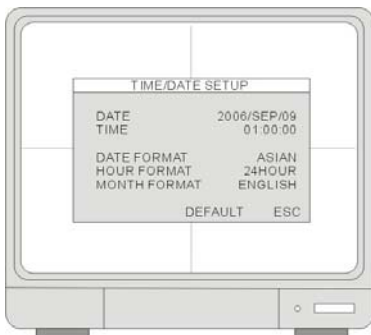 TIME/DATE SETUP
DATE 2006/SEP/09
TIME 01:00:00
DATE FORMAT ASIAN
HOUR FORMAT 24HOUR
MONTH FORMAT ENGLISH
DEFAULT ESC